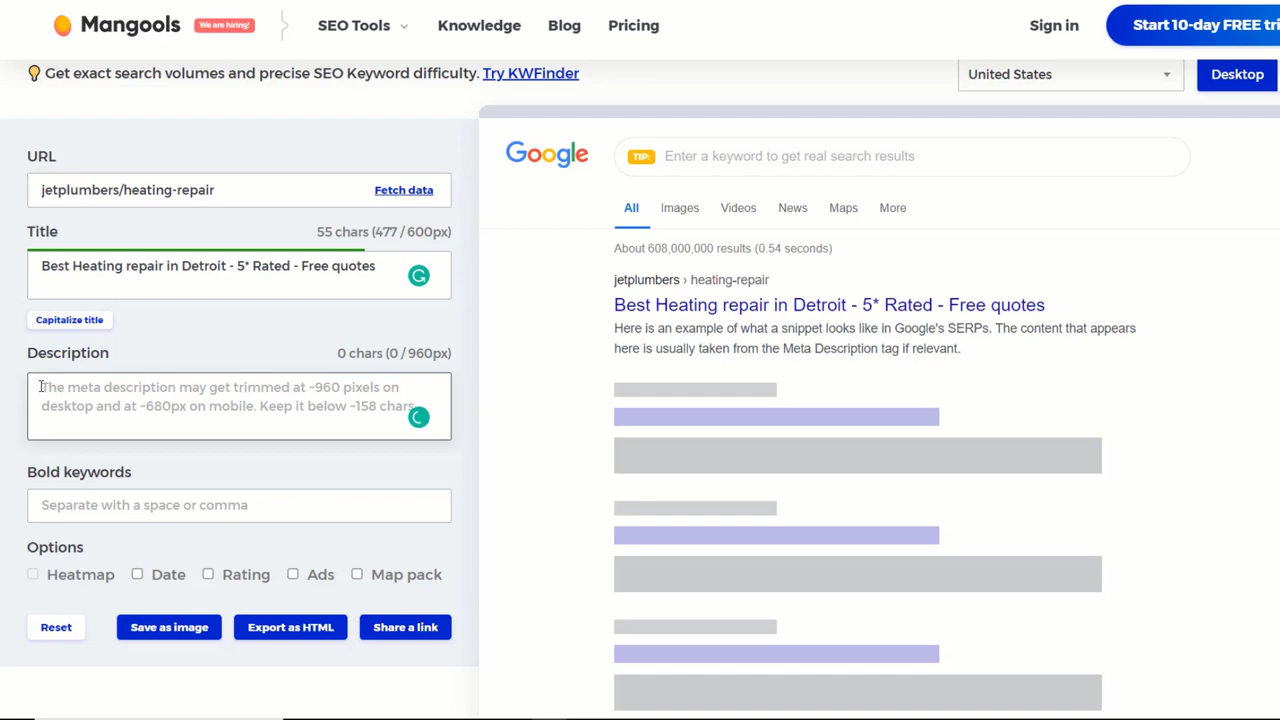 Mangools We are hiring! SEO Tools Knowledge Blog Pricing Sign in Start 10-day FREE tri
Get exact search volumes and precise SEO Keyword difficulty. Try KWFinder United States Desktop
URL
jetplumbers/heating-repair Fetch data
Title 55 chars (477 / 600px)
Best Heating repair in Detroit - 5* Rated - Free quotes
Capitalize title
Description 0 chars (0 / 960px)
The meta description may get trimmed at ~960 pixels on
desktop and at ~680px on mobile. Keep it below ~158 chars.
Bold keywords
Separate with a space or comma
Options
Heatmap Date Rating Ads Map pack
Reset Save as image Export as HTML Share a link
Google TIP: Enter a keyword to get real search results
All Images Videos News Maps More
About 608,000,000 results (0.54 seconds)
jetplumbers › heating-repair
Best Heating repair in Detroit - 5* Rated - Free quotes
Here is an example of what a snippet looks like in Google's SERPs. The content that appears
here is usually taken from the Meta Description tag if relevant.